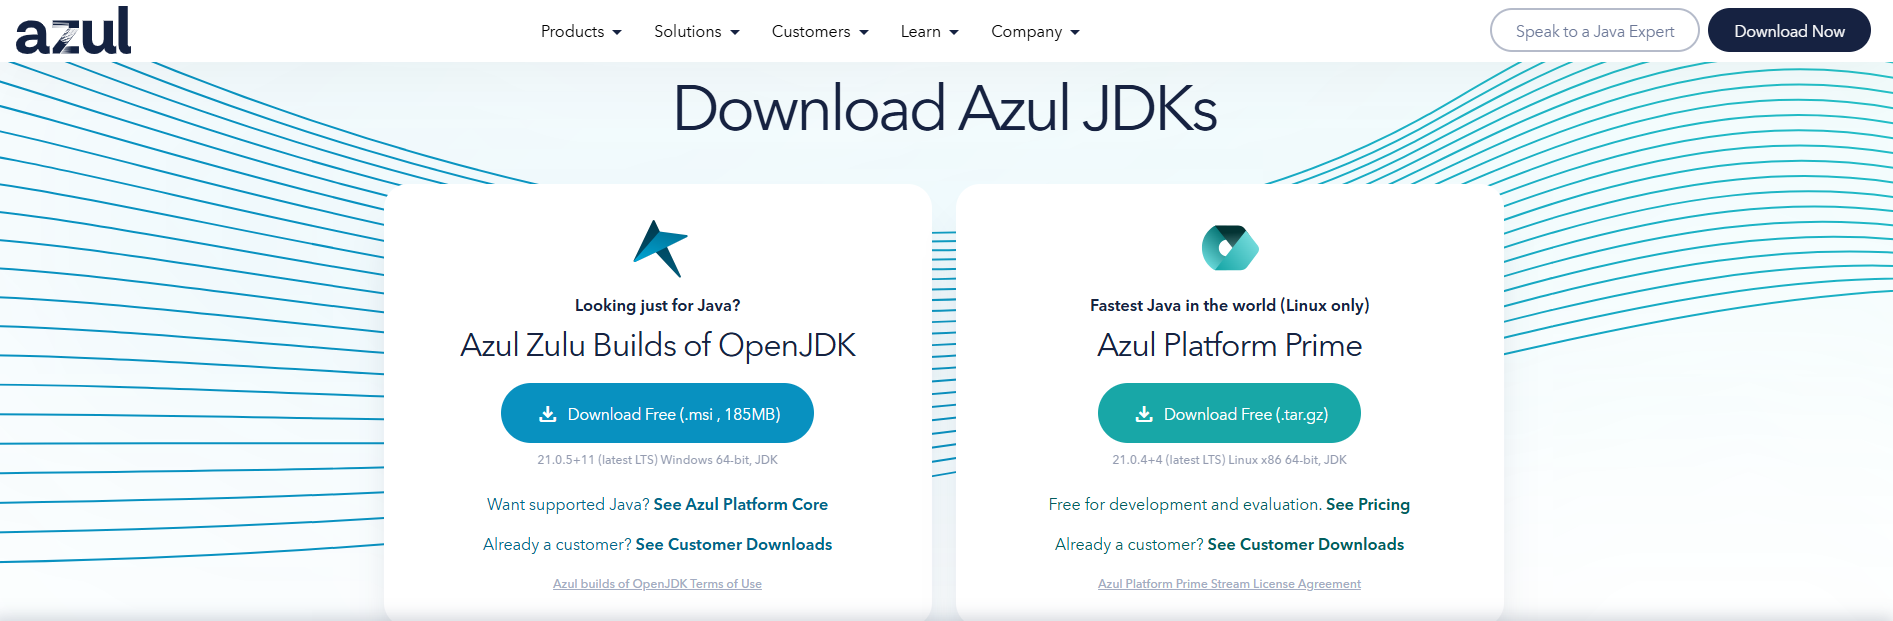 azul
Products Solutions Customers Learn Company
Speak to a Java Expert
Download Now
Download Azul JDKs
Looking just for Java?
Azul Zulu Builds of OpenJDK
Download Free (.msi , 185MB)
21.0.5+11 (latest LTS) Windows 64-bit, JDK
Want supported Java? See Azul Platform Core
Already a customer? See Customer Downloads
Azul builds of OpenJDK Terms of Use
Fastest Java in the world (Linux only)
Azul Platform Prime
Download Free (.tar.gz)
21.0.4+4 (latest LTS) Linux x86 64-bit, JDK
Free for development and evaluation. See Pricing
Already a customer? See Customer Downloads
Azul Platform Prime Stream License Agreement